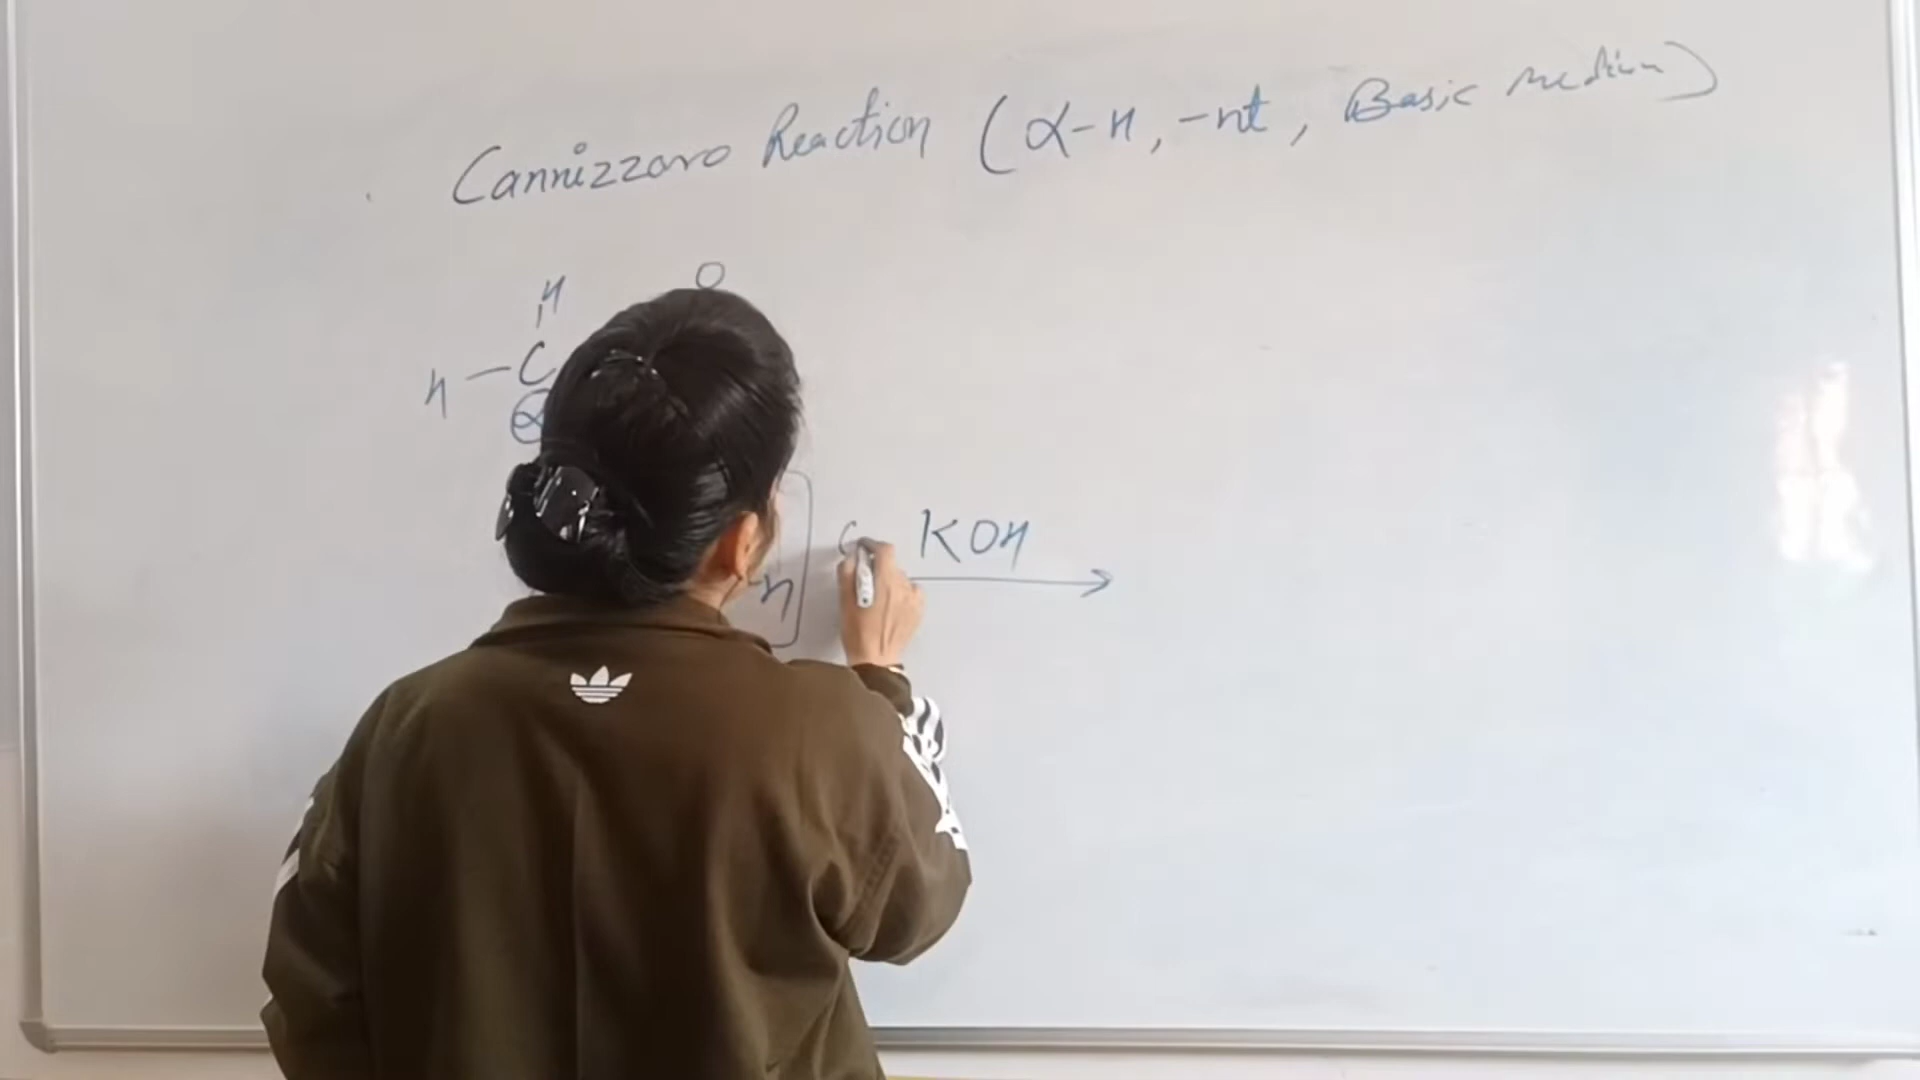 Cannizzaro Reaction (α-H, -nt, Basic medium)
H O
H - C
α
C KOH
H